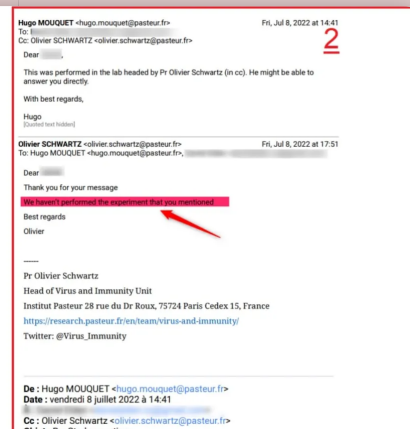 Hugo MOUQUET <hugo.mouquet@pasteur.fr> Fri, Jul 8, 2022 at 14:41
To:
Cc: Olivier SCHWARTZ <olivier.schwartz@pasteur.fr>
2
Dear ,
This was performed in the lab headed by Pr Olivier Schwartz (in cc). He might be able to
answer you directly.
With best regards,
Hugo
[Quoted text hidden]
Olivier SCHWARTZ <olivier.schwartz@pasteur.fr> Fri, Jul 8, 2022 at 17:51
To: Hugo MOUQUET <hugo.mouquet@pasteur.fr>,
Dear
Thank you for your message
We haven't performed the experiment that you mentioned
Best regards
Olivier
Pr Olivier Schwartz
Head of Virus and Immunity Unit
Institut Pasteur 28 rue du Dr Roux, 75724 Paris Cedex 15, France
https://research.pasteur.fr/en/team/virus-and-immunity/
Twitter: @Virus_Immunity
De : Hugo MOUQUET <hugo.mouquet@pasteur.fr>
Date : vendredi 8 juillet 2022 à 14:41
Cc : Olivier SCHWARTZ <olivier.schwartz@pasteur.fr>